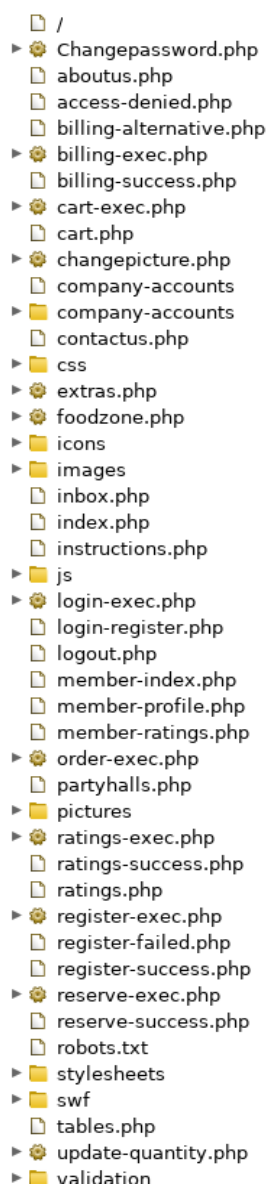 /
Changepassword.php
aboutus.php
access-denied.php
billing-alternative.php
billing-exec.php
billing-success.php
cart-exec.php
cart.php
changepicture.php
company-accounts
company-accounts
contactus.php
css
extras.php
foodzone.php
icons
images
inbox.php
index.php
instructions.php
js
login-exec.php
login-register.php
logout.php
member-index.php
member-profile.php
member-ratings.php
order-exec.php
partyhalls.php
pictures
ratings-exec.php
ratings-success.php
ratings.php
register-exec.php
register-failed.php
register-success.php
reserve-exec.php
reserve-success.php
robots.txt
stylesheets
swf
tables.php
update-quantity.php
validation